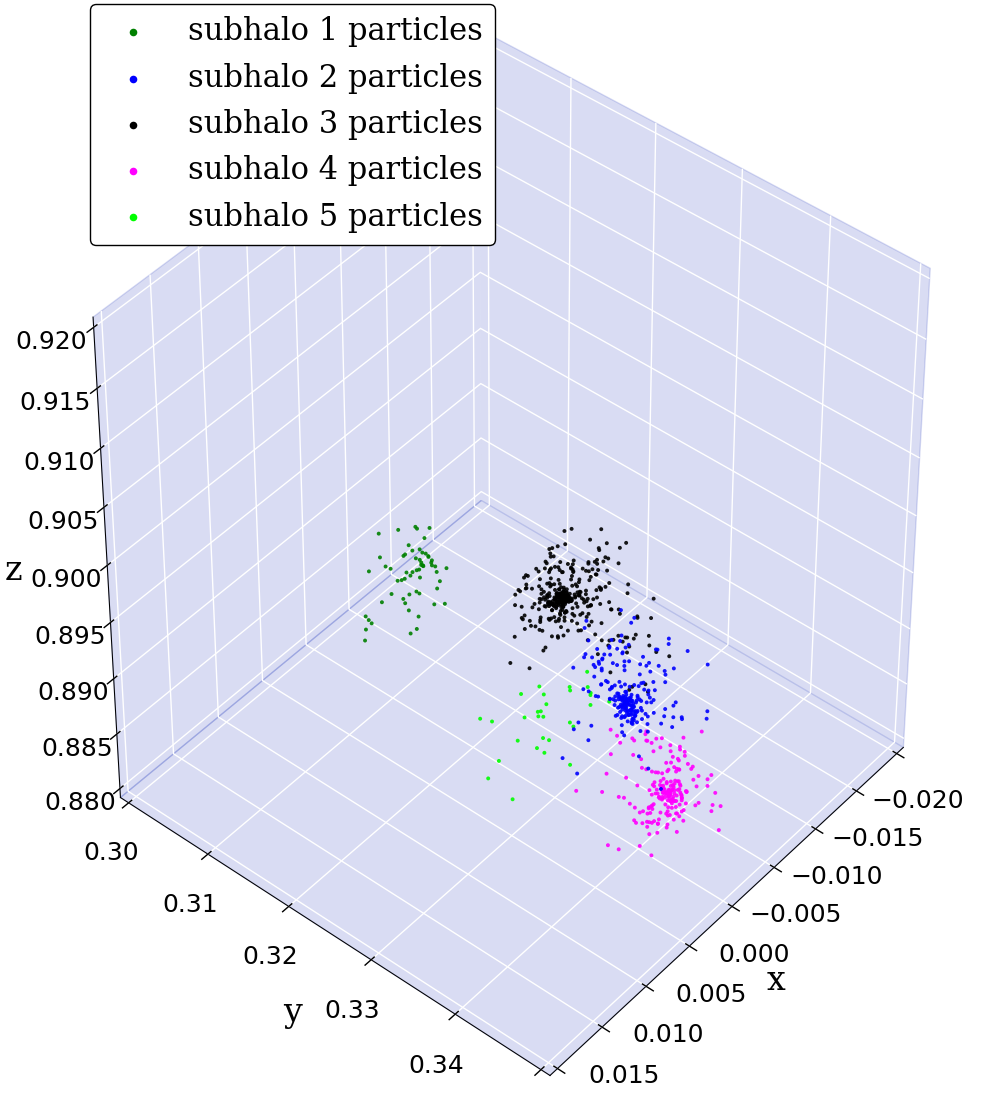 subhalo 1 particles
subhalo 2 particles
subhalo 3 particles
subhalo 4 particles
subhalo 5 particles
0.920
0.915
0.910
0.905
0.900
0.895
0.890
0.885
0.880
z
0.30
0.31
0.32
0.33
0.34
y
−0.020
−0.015
−0.010
−0.005
0.000
0.005
0.010
0.015
x